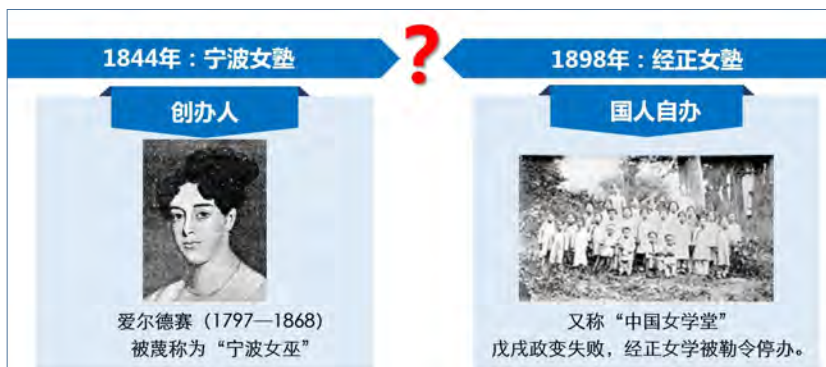 1844年：宁波女塾
?
1898年：经正女塾
创办人
国人自办
爱尔德赛（1797—1868）
被蔑称为“宁波女巫”
又称“中国女学堂”
戊戌政变失败，经正女学被勒令停办。